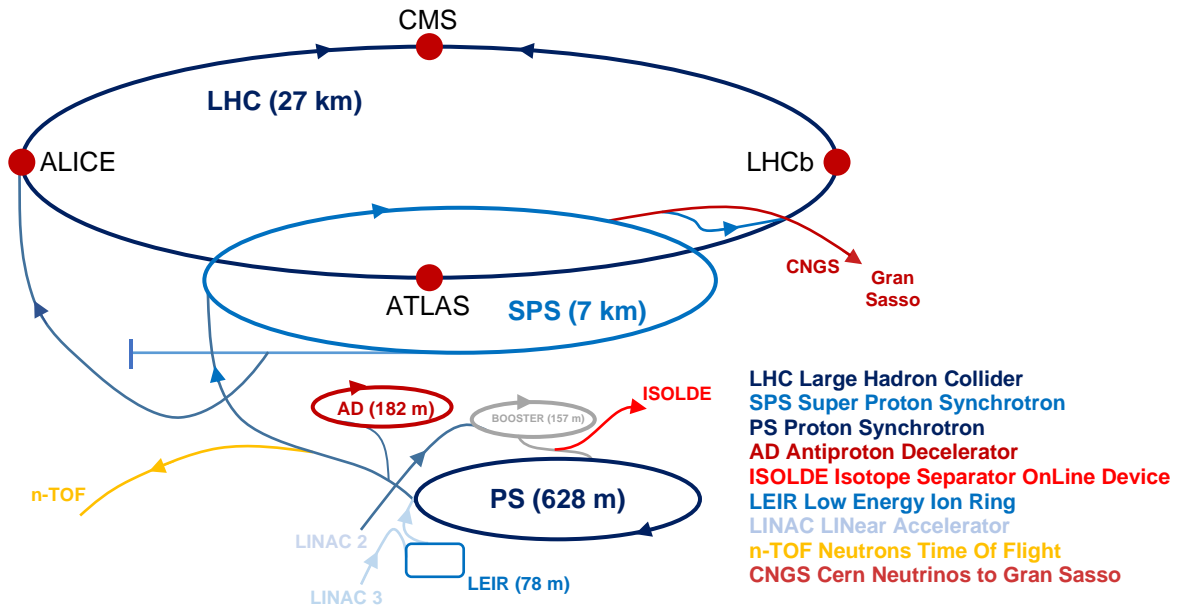 CMS
LHC (27 km)
ALICE
LHCb
CNGS
Gran
Sasso
ATLAS
SPS (7 km)
ISOLDE
AD (182 m)
BOOSTER (157 m)
n-TOF
PS (628 m)
LINAC 2
LINAC 3
LEIR (78 m)
LHC Large Hadron Collider
SPS Super Proton Synchrotron
PS Proton Synchrotron
AD Antiproton Decelerator
ISOLDE Isotope Separator OnLine Device
LEIR Low Energy Ion Ring
LINAC LINear Accelerator
n-TOF Neutrons Time Of Flight
CNGS Cern Neutrinos to Gran Sasso